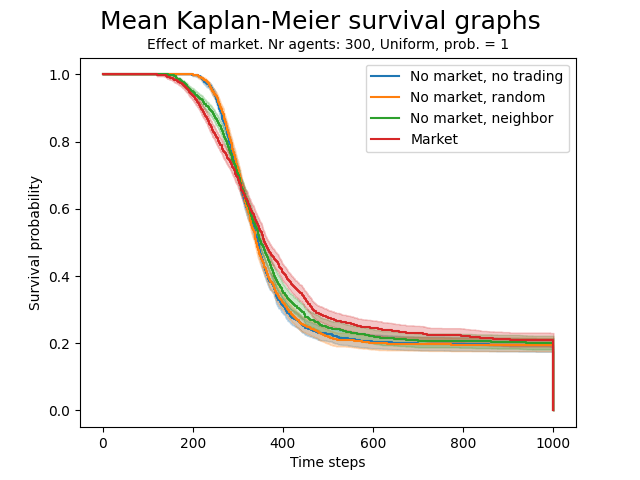 Mean Kaplan-Meier survival graphs
Effect of market. Nr agents: 300, Uniform, prob. = 1
No market, no trading
No market, random
No market, neighbor
Market
Survival probability
1.0
0.8
0.6
0.4
0.2
0.0
0 200 400 600 800 1000
Time steps